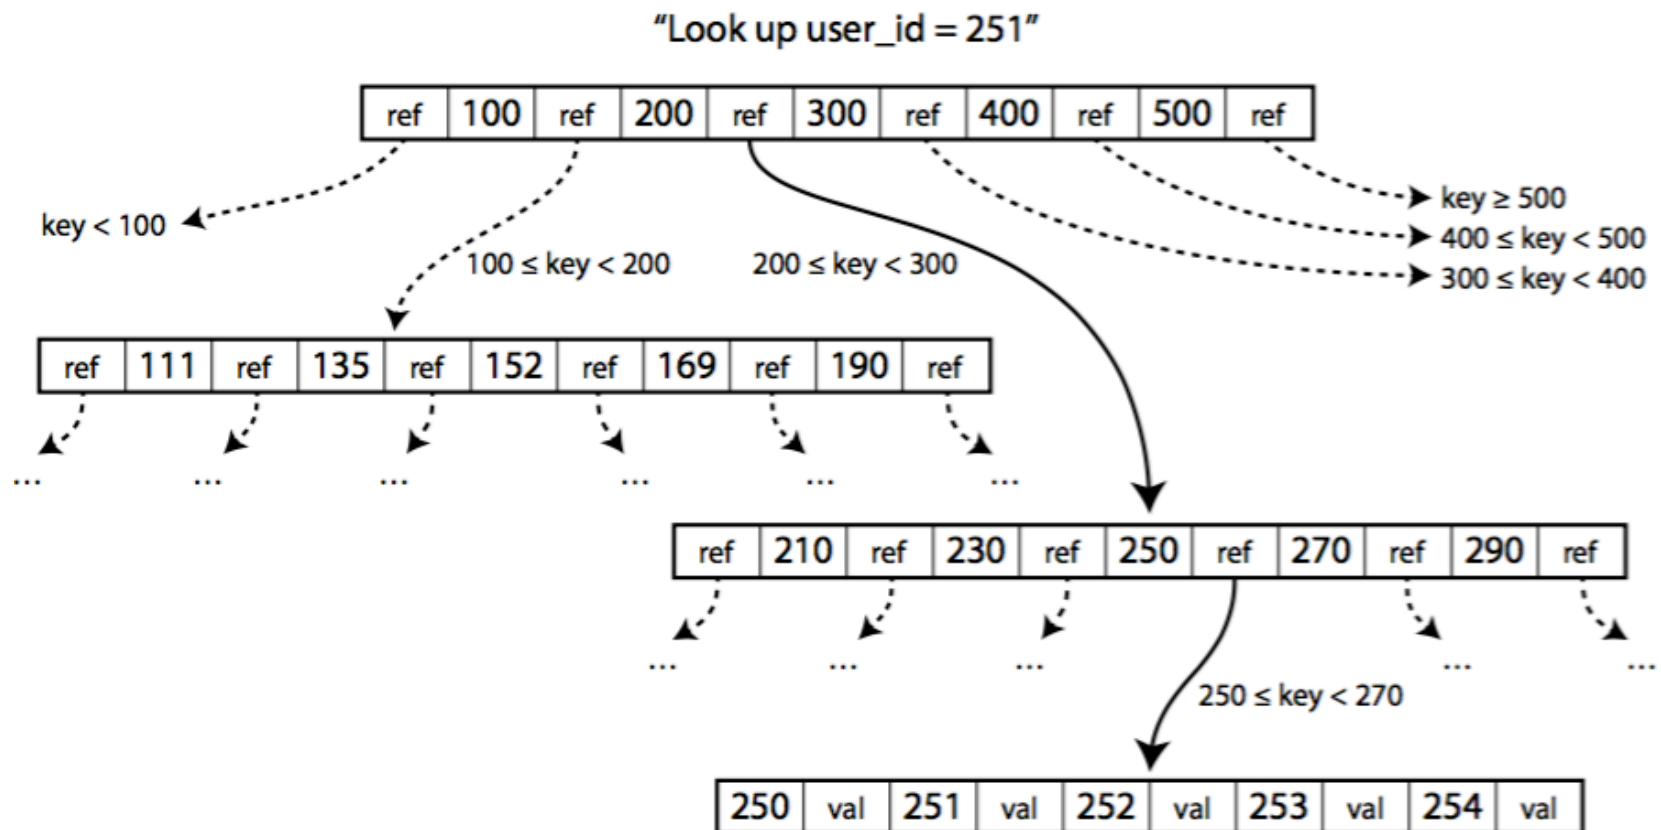 “Look up user_id = 251”
ref 100 ref 200 ref 300 ref 400 ref 500 ref
key < 100
100 ≤ key < 200
200 ≤ key < 300
key ≥ 500
400 ≤ key < 500
300 ≤ key < 400
ref 111 ref 135 ref 152 ref 169 ref 190 ref
... ... ... ... ... ...
ref 210 ref 230 ref 250 ref 270 ref 290 ref
... ... ... ... ...
250 ≤ key < 270
250 val 251 val 252 val 253 val 254 val